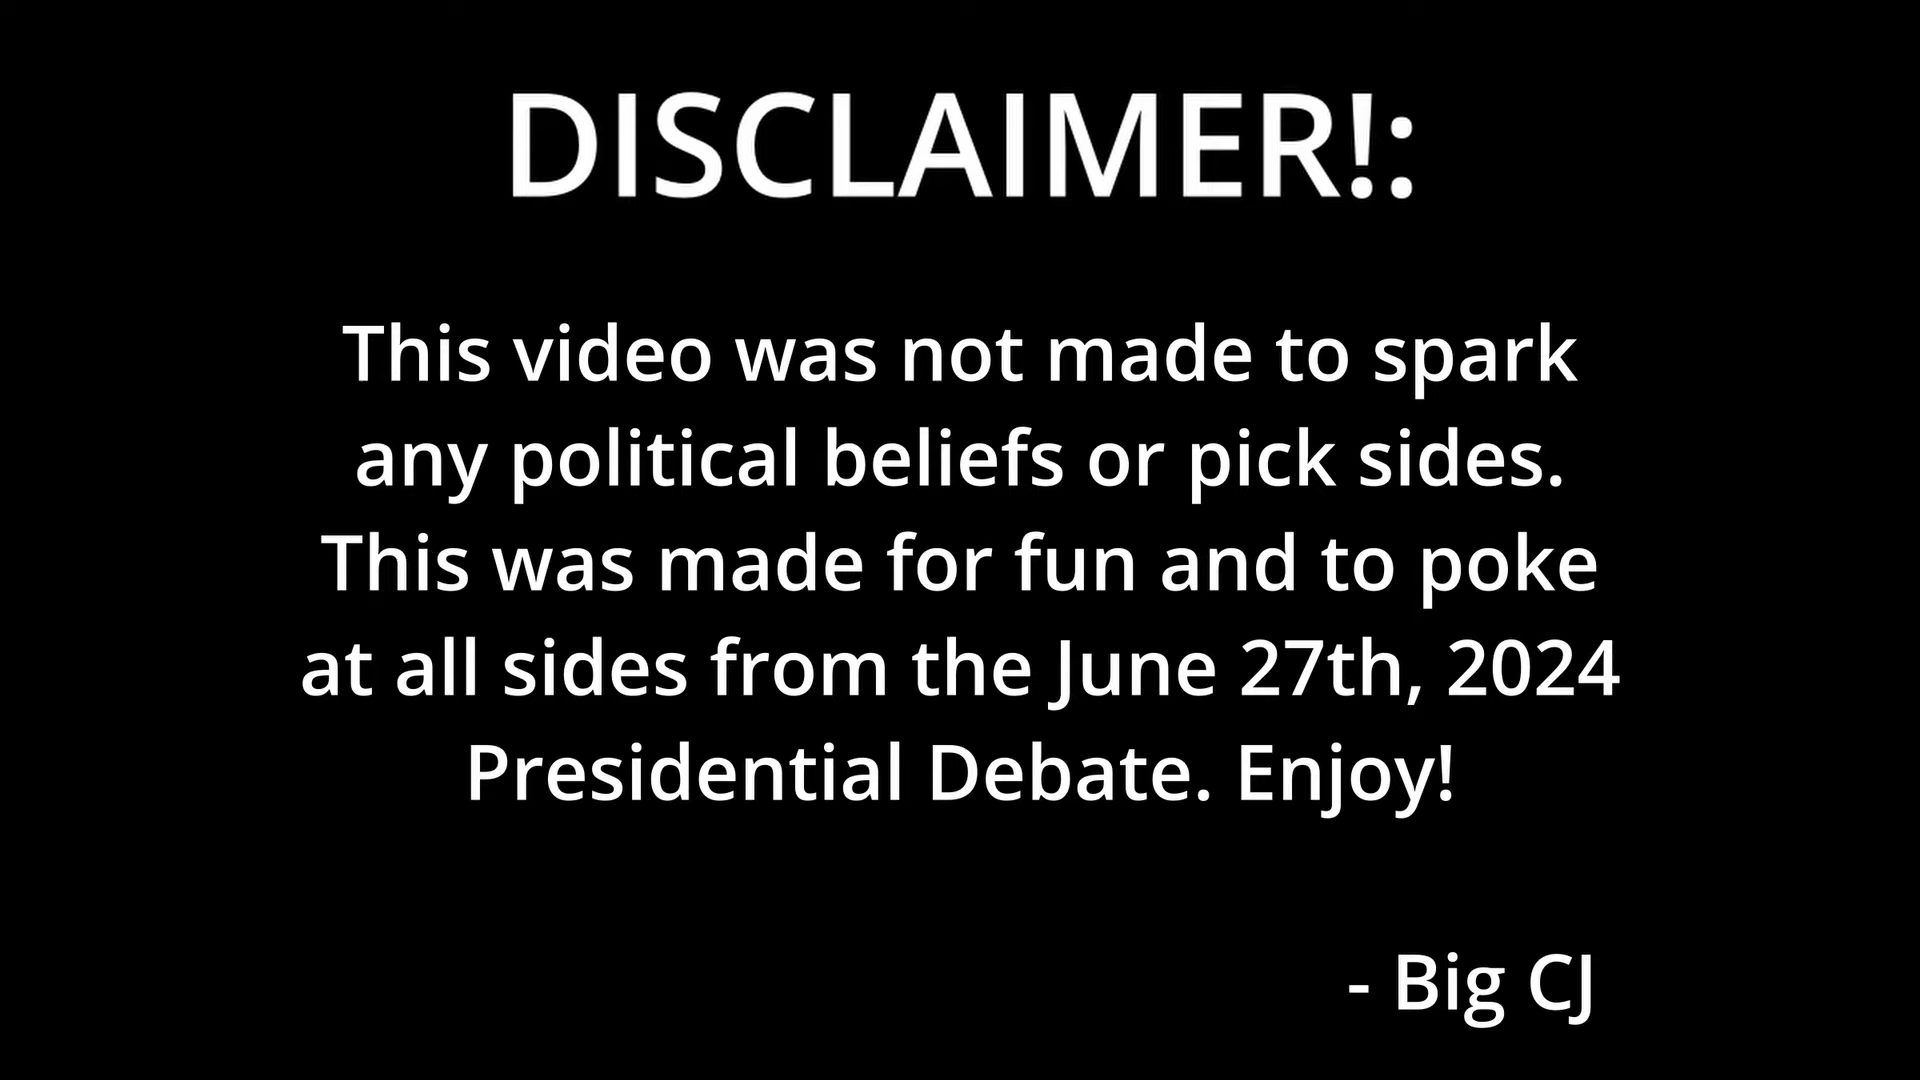 DISCLAIMER!:
This video was not made to spark
any political beliefs or pick sides.
This was made for fun and to poke
at all sides from the June 27th, 2024
Presidential Debate. Enjoy!
- Big CJ